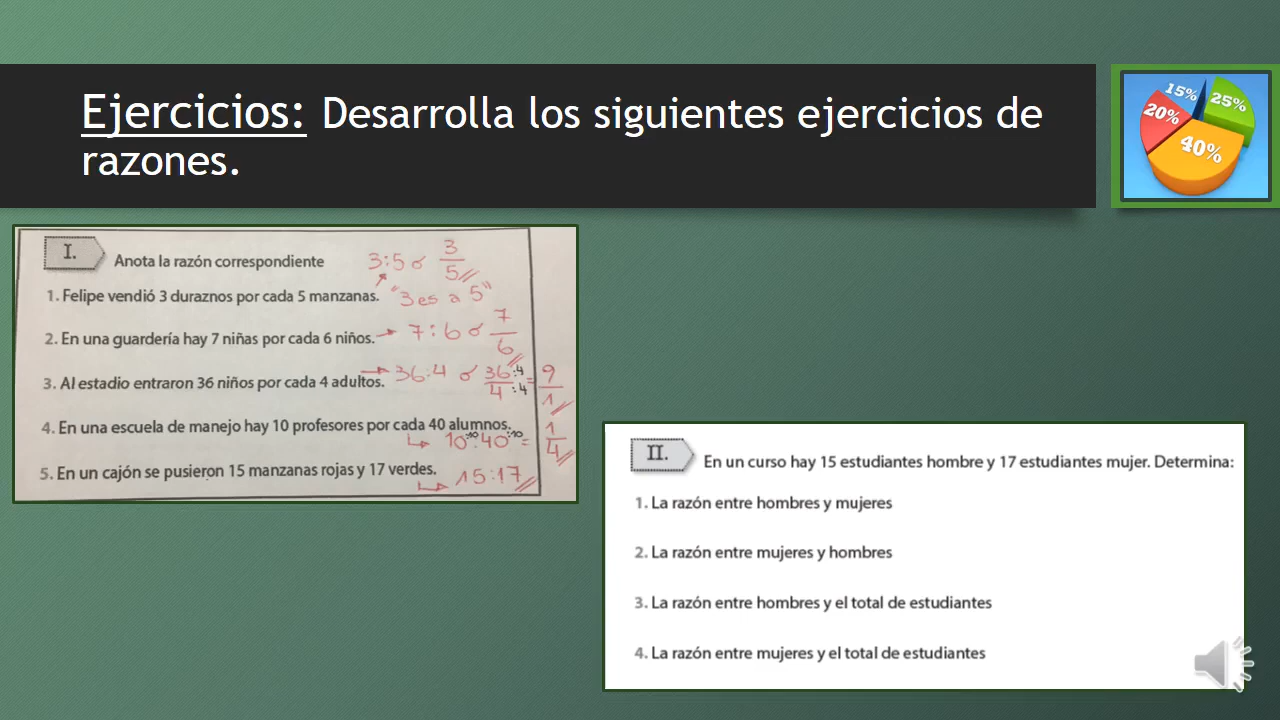 Ejercicios: Desarrolla los siguientes ejercicios de
razones.
15%
25%
20%
40%
I.
Anota la razón correspondiente
3:5 o 3/5
1. Felipe vendió 3 duraznos por cada 5 manzanas.
"3 es a 5"
2. En una guardería hay 7 niñas por cada 6 niños. → 7:6 o 7/6
3. Al estadio entraron 36 niños por cada 4 adultos. → 36:4 o 36/4 :4 :4 = 9/1
4. En una escuela de manejo hay 10 profesores por cada 40 alumnos.
10:10 : 40:10 = 1/4
5. En un cajón se pusieron 15 manzanas rojas y 17 verdes.
15:17
II.
En un curso hay 15 estudiantes hombre y 17 estudiantes mujer. Determina:
1. La razón entre hombres y mujeres
2. La razón entre mujeres y hombres
3. La razón entre hombres y el total de estudiantes
4. La razón entre mujeres y el total de estudiantes